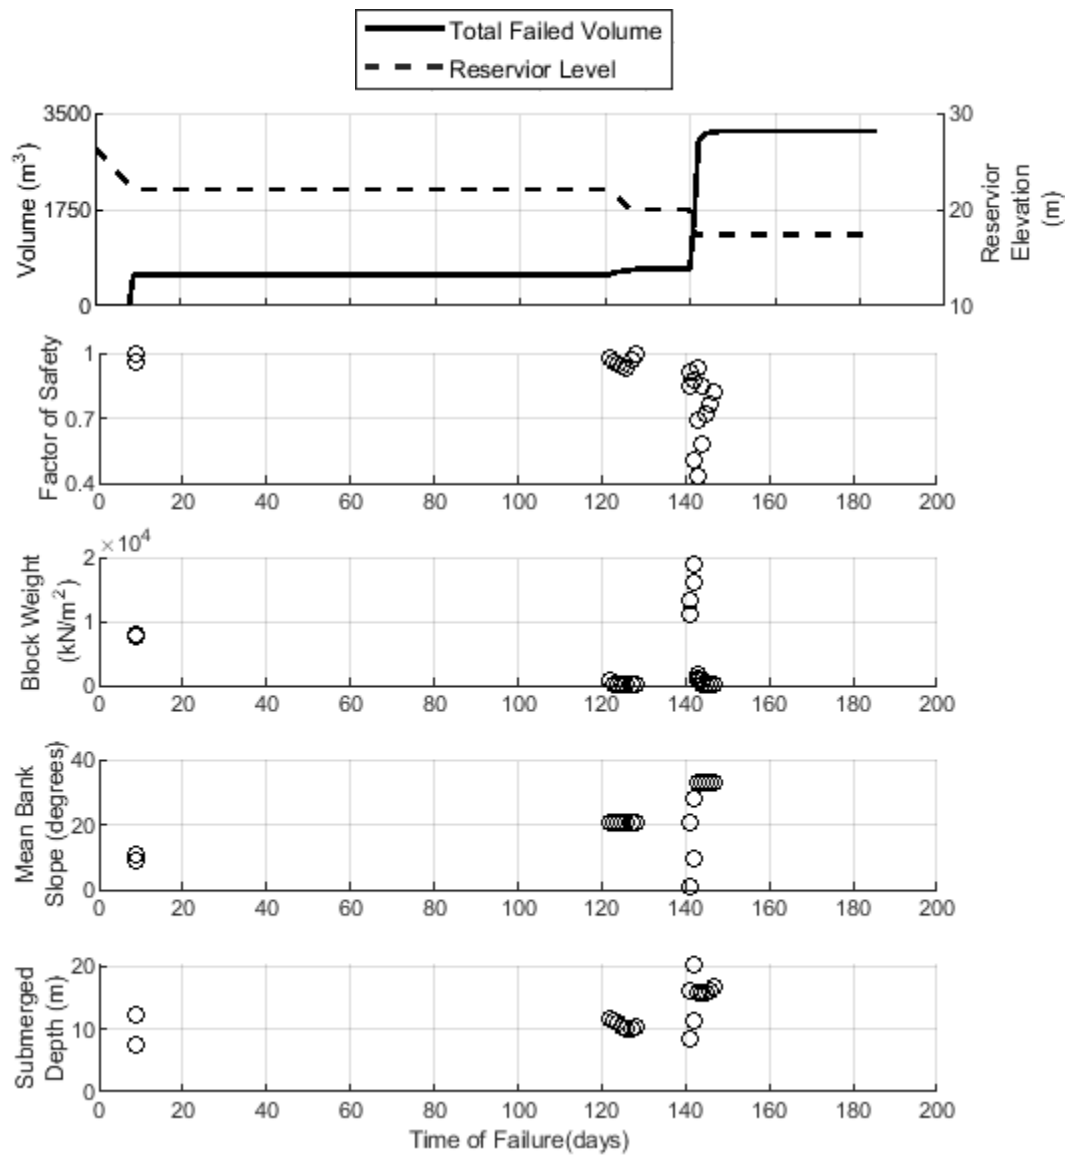 Total Failed Volume
Reservior Level
3500
1750
0
Volume (m³)
30
20
10
Reservior
Elevation
(m)
1
0.7
0.4
Factor of Safety
0 20 40 60 80 100 120 140 160 180 200
× 10⁴
2
1
0
Block Weight
(kN/m²)
0 20 40 60 80 100 120 140 160 180 200
40
20
0
Mean Bank
Slope (degrees)
0 20 40 60 80 100 120 140 160 180 200
20
10
0
Submerged
Depth (m)
0 20 40 60 80 100 120 140 160 180 200
Time of Failure(days)